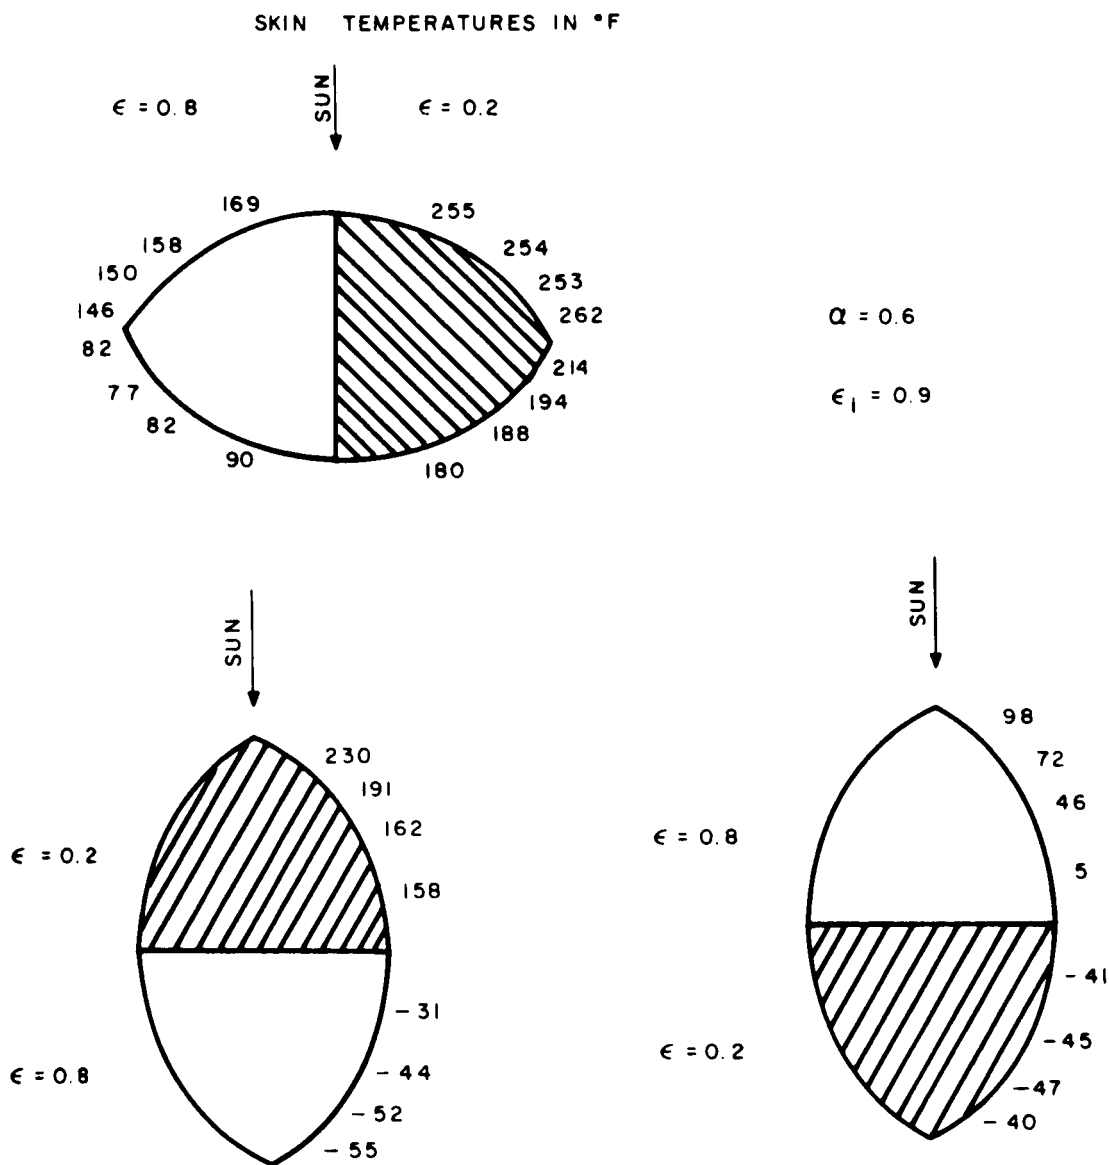 SKIN TEMPERATURES IN °F
ϵ = 0.8
SUN
ϵ = 0.2
169
255
158
254
150
253
146
262
α = 0.6
82
214
77
194
ϵ₁ = 0.9
82
188
90
180
SUN
230
191
162
ϵ = 0.2
158
-31
ϵ = 0.8
-44
-52
-55
SUN
98
72
46
ϵ = 0.8
5
-41
ϵ = 0.2
-45
-47
-40